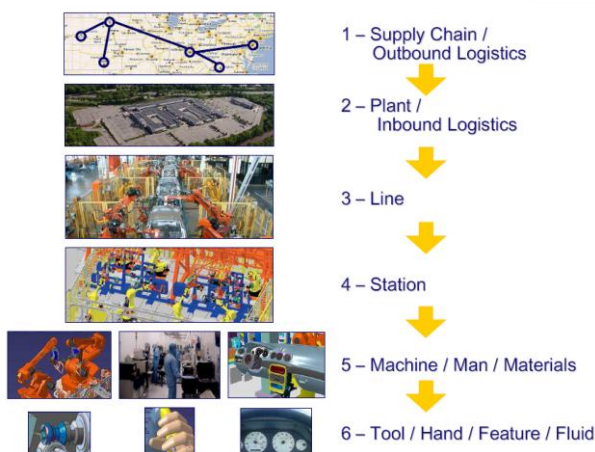 1 – Supply Chain /
Outbound Logistics
2 – Plant /
Inbound Logistics
3 – Line
4 – Station
5 – Machine / Man / Materials
6 – Tool / Hand / Feature / Fluid